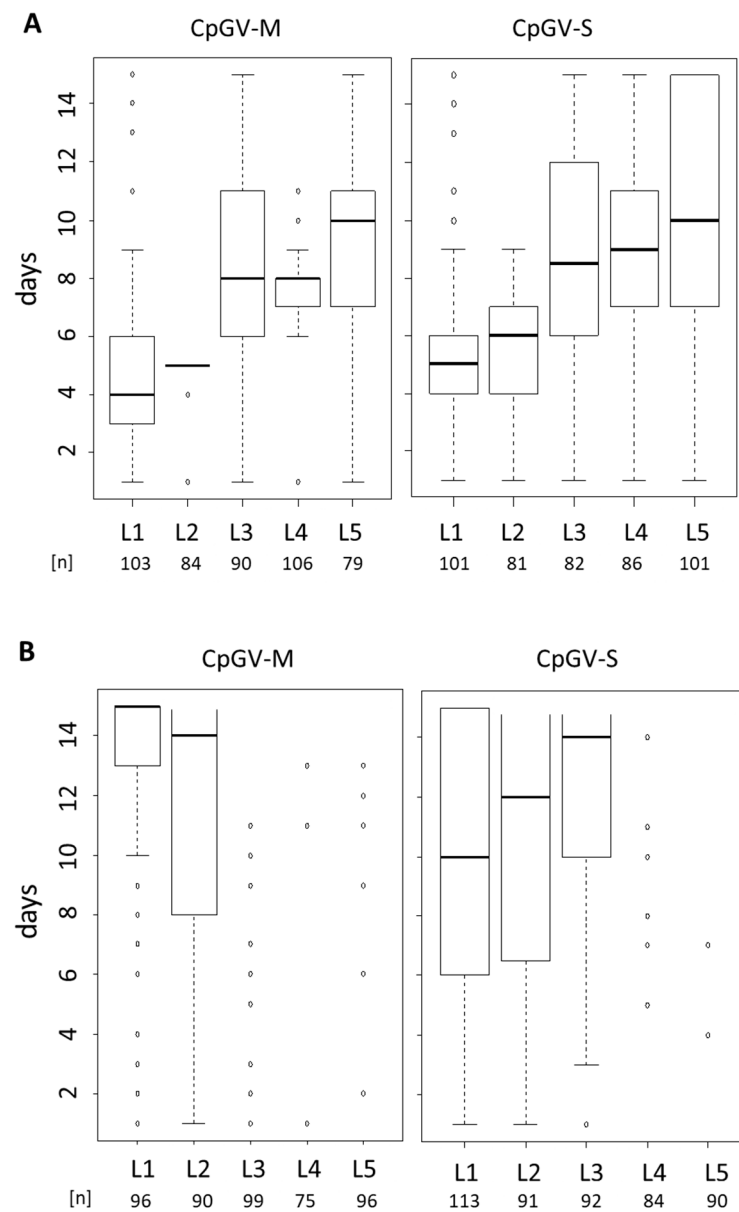 A
CpGV-M CpGV-S
14
12
10
8
6
4
2
days
L1 L2 L3 L4 L5 L1 L2 L3 L4 L5
[n] 103 84 90 106 79 101 81 82 86 101
B
CpGV-M CpGV-S
14
12
10
8
6
4
2
days
L1 L2 L3 L4 L5 L1 L2 L3 L4 L5
[n] 96 90 99 75 96 113 91 92 84 90